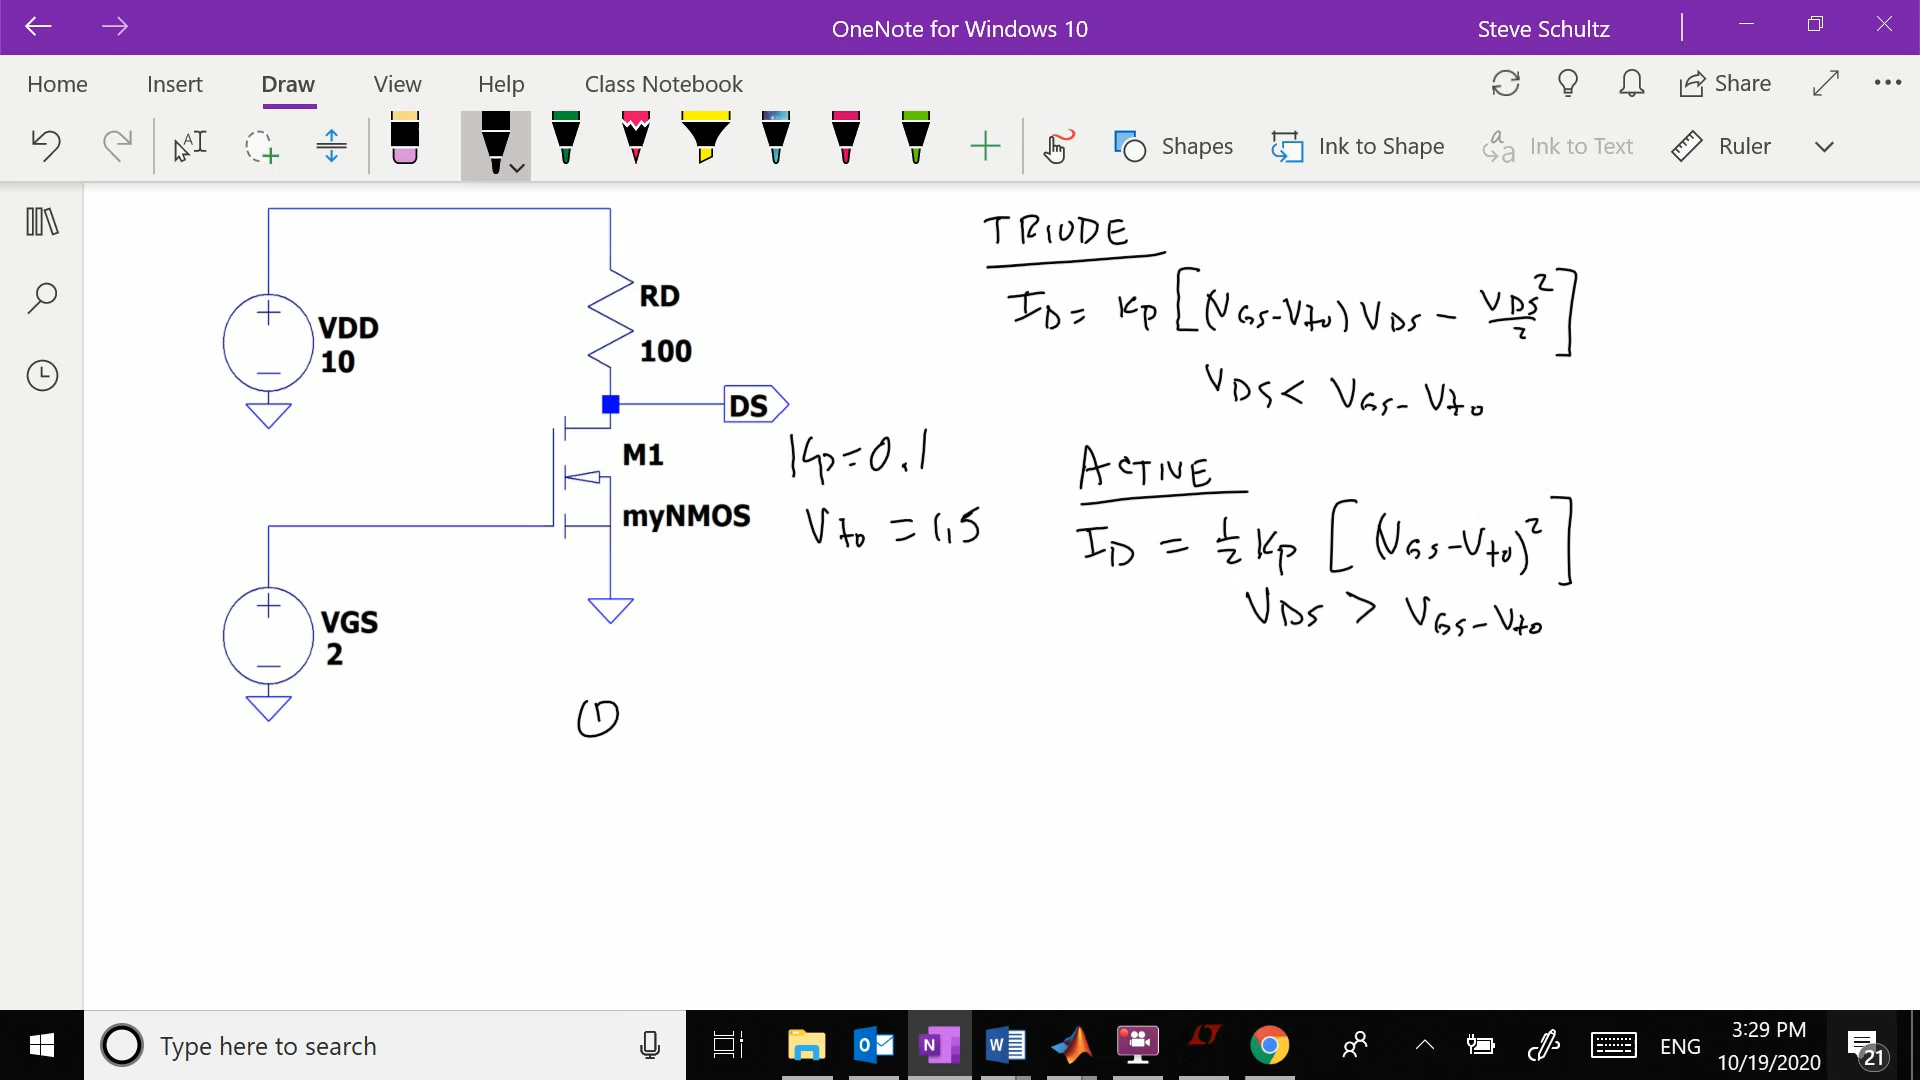 OneNote for Windows 10
Steve Schultz
Home Insert Draw View Help Class Notebook
Share
Shapes
Ink to Shape
Ink to Text
Ruler
VDD
10
RD
100
DS
M1
myNMOS
VGS
2
Kp = 0.1
Vto = 1.5
①
TRIODE
ID = Kp [(VGS-Vto) VDS - VDS²/2]
VDS < VGS - Vto
ACTIVE
ID = ½ Kp [(VGS-Vto)²]
VDS > VGS - Vto
Type here to search
ENG
3:29 PM
10/19/2020
21